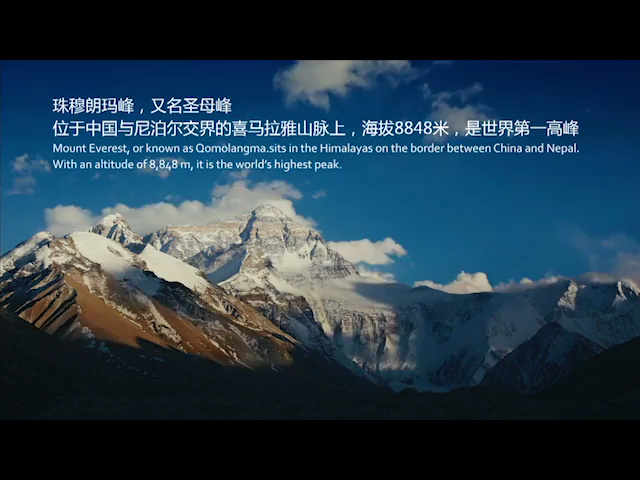 珠穆朗玛峰，又名圣母峰
位于中国与尼泊尔交界的喜马拉雅山脉上，海拔8848米，是世界第一高峰
Mount Everest, or known as Qomolangma.sits in the Himalayas on the border between China and Nepal.
With an altitude of 8,848 m, it is the world's highest peak.